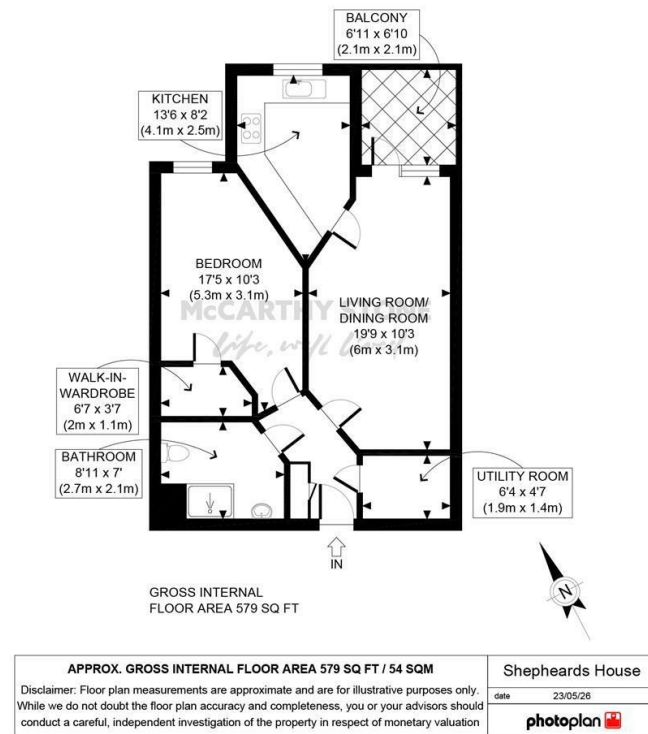 BALCONY
6'11 x 6'10
(2.1m x 2.1m)
KITCHEN
13'6 x 8'2
(4.1m x 2.5m)
BEDROOM
17'5 x 10'3
(5.3m x 3.1m)
McCARTHY STONE
life, well lived
LIVING ROOM/
DINING ROOM
19'9 x 10'3
(6m x 3.1m)
WALK-IN-
WARDROBE
6'7 x 3'7
(2m x 1.1m)
BATHROOM
8'11 x 7'
(2.7m x 2.1m)
UTILITY ROOM
6'4 x 4'7
(1.9m x 1.4m)
IN
N
GROSS INTERNAL
FLOOR AREA 579 SQ FT
APPROX. GROSS INTERNAL FLOOR AREA 579 SQ FT / 54 SQM
Disclaimer: Floor plan measurements are approximate and are for illustrative purposes only.
While we do not doubt the floor plan accuracy and completeness, you or your advisors should
conduct a careful, independent investigation of the property in respect of monetary valuation
Shepheards House
date 23/05/26
photoplan